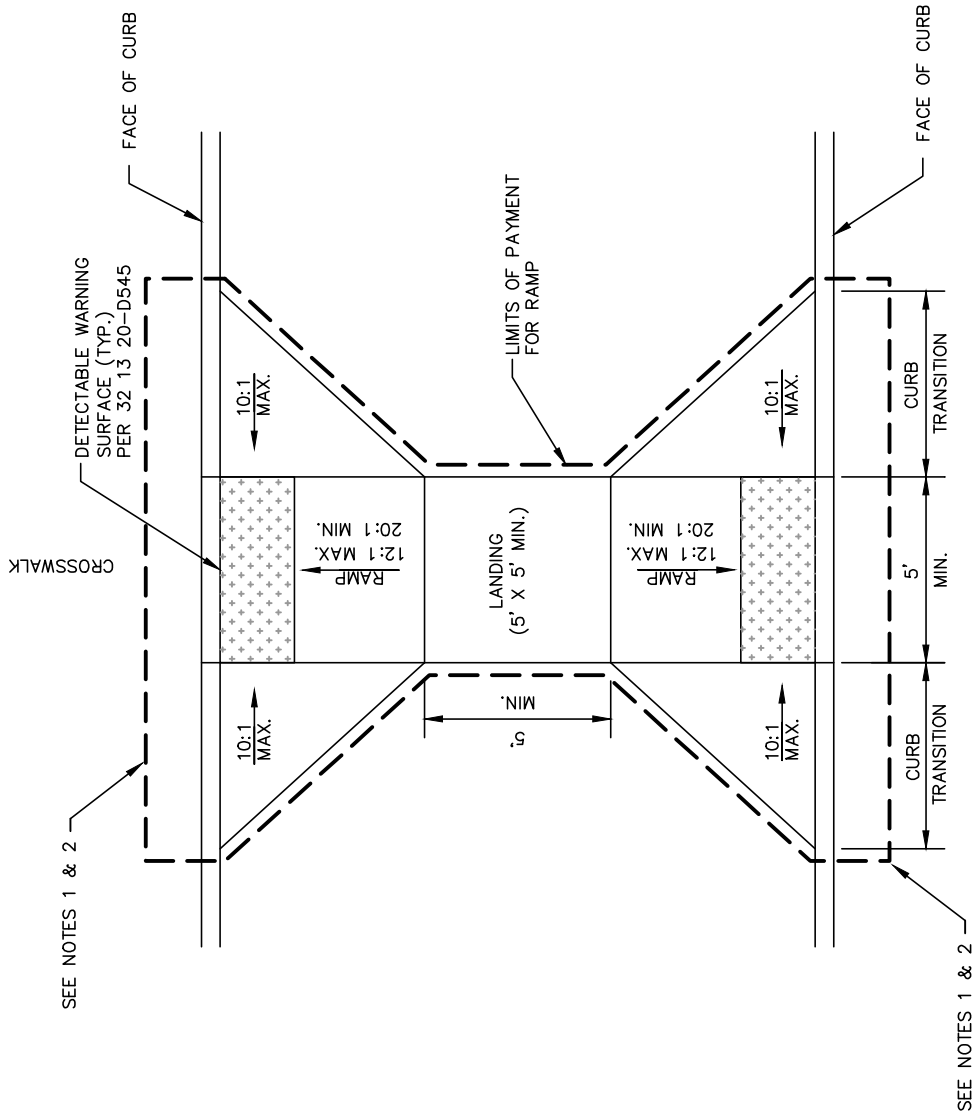 FACE OF CURB
DETECTABLE WARNING
SURFACE (TYP.)
PER 32 13 20-D545
CROSSWALK
SEE NOTES 1 & 2
10:1
MAX.
10:1
MAX.
RAMP
12:1 MAX.
20:1 MIN.
LIMITS OF PAYMENT
FOR RAMP
LANDING
(5' X 5' MIN.)
5'
MIN.
RAMP
12:1 MAX.
20:1 MIN.
10:1
MAX.
10:1
MAX.
FACE OF CURB
CURB
TRANSITION
5'
MIN.
CURB
TRANSITION
SEE NOTES 1 & 2